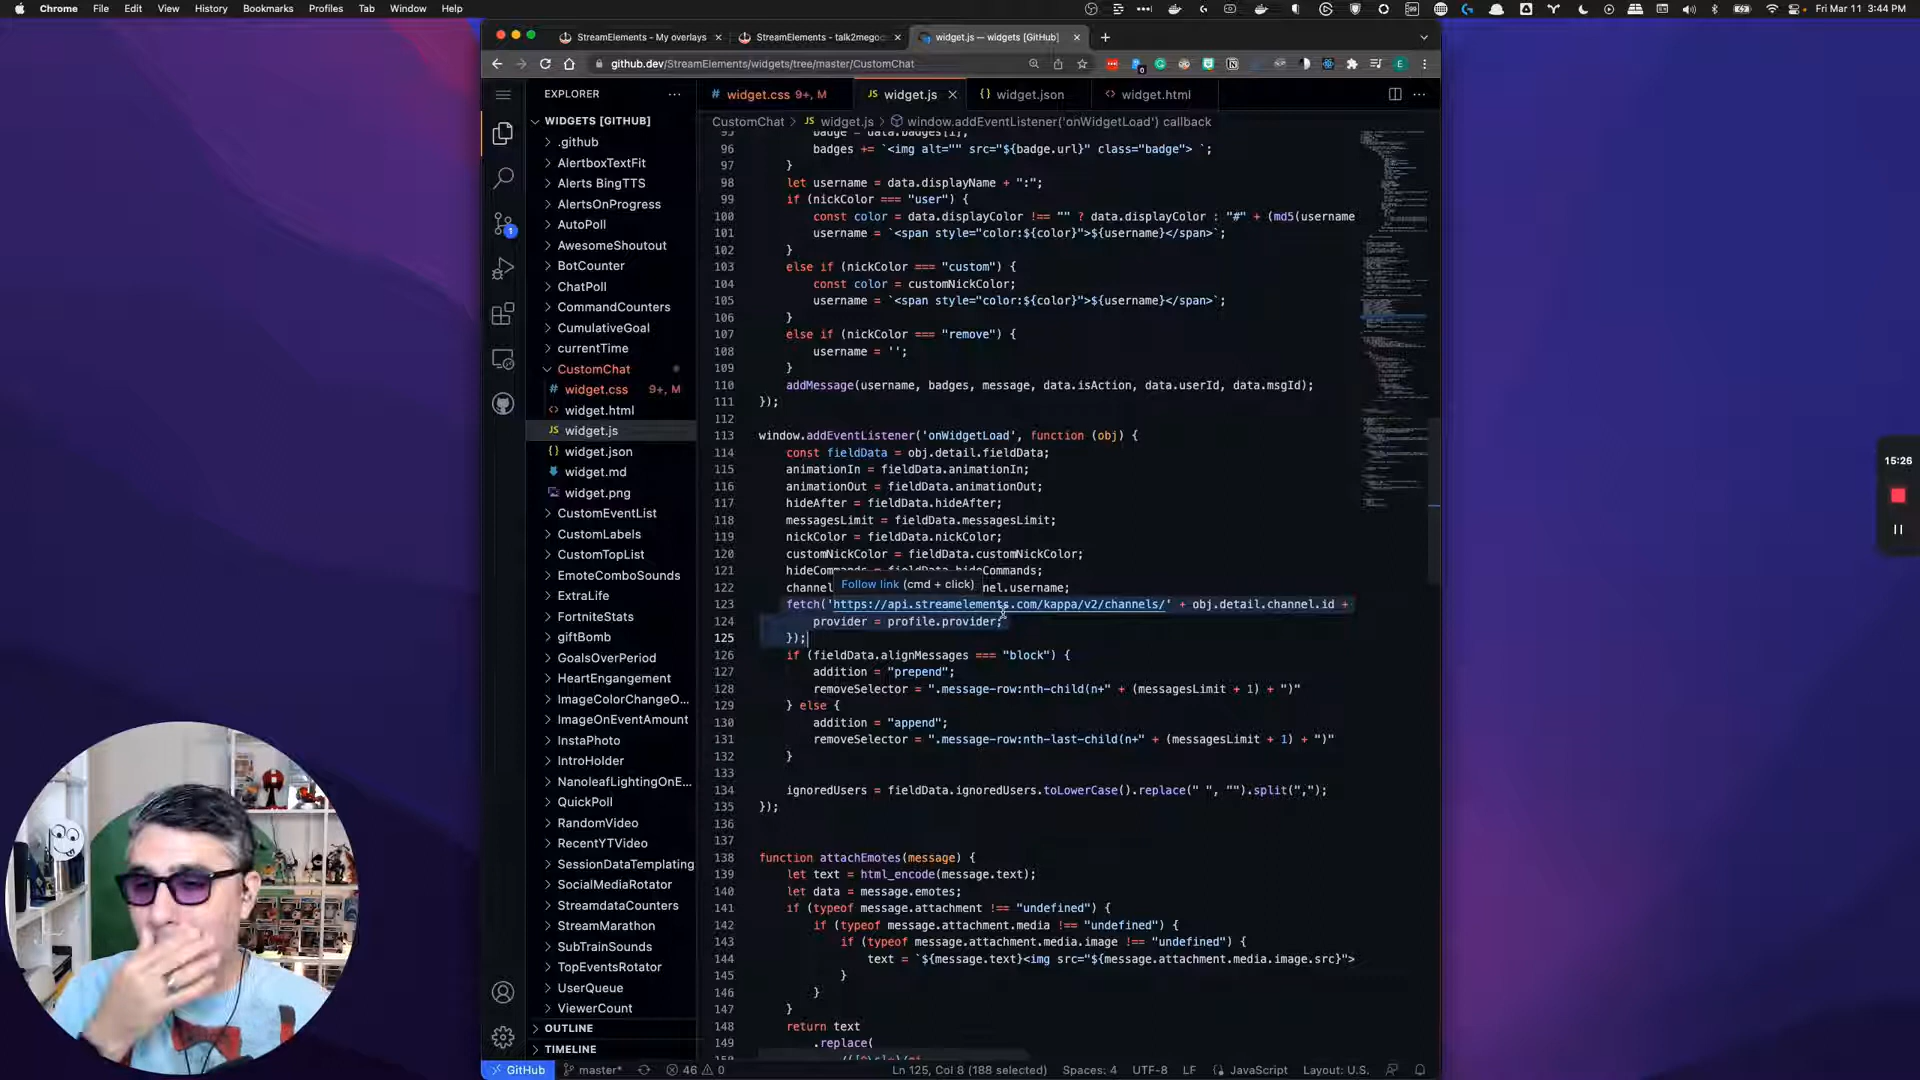 Chrome File Edit View History Bookmarks Profiles Tab Window Help
Fri Mar 11 3:44 PM
StreamElements - My overlays
StreamElements - talk2megoo
widget.js — widgets [GitHub]
github.dev/StreamElements/widgets/tree/master/CustomChat
EXPLORER
WIDGETS [GITHUB]
.github
AlertboxTextFit
Alerts BingTTS
AlertsOnProgress
AutoPoll
AwesomeShoutout
BotCounter
ChatPoll
CommandCounters
CumulativeGoal
currentTime
CustomChat
widget.css 9+, M
widget.html
widget.js
widget.json
widget.md
widget.png
CustomEventList
CustomLabels
CustomTopList
EmoteComboSounds
ExtraLife
FortniteStats
giftBomb
GoalsOverPeriod
HeartEngangement
ImageColorChangeO...
ImageOnEventAmount
InstaPhoto
IntroHolder
NanoleafLightingOnE...
QuickPoll
RandomVideo
RecentYTVideo
SessionDataTemplating
SocialMediaRotator
StreamdataCounters
StreamMarathon
SubTrainSounds
TopEventsRotator
UserQueue
ViewerCount
OUTLINE
TIMELINE
widget.css 9+, M
widget.js
widget.json
widget.html
CustomChat > widget.js > window.addEventListener('onWidgetLoad') callback
95 badge = data.badges[i];
96 badges += `<img alt="" src="${badge.url}" class="badge"> `;
97 }
98 let username = data.displayName + ":";
99 if (nickColor === "user") {
100 const color = data.displayColor !== "" ? data.displayColor : "#" + (md5(username
101 username = `<span style="color:${color}">${username}</span>`;
102 }
103 else if (nickColor === "custom") {
104 const color = customNickColor;
105 username = `<span style="color:${color}">${username}</span>`;
106 }
107 else if (nickColor === "remove") {
108 username = '';
109 }
110 addMessage(username, badges, message, data.isAction, data.userId, data.msgId);
111 });
112
113 window.addEventListener('onWidgetLoad', function (obj) {
114 const fieldData = obj.detail.fieldData;
115 animationIn = fieldData.animationIn;
116 animationOut = fieldData.animationOut;
117 hideAfter = fieldData.hideAfter;
118 messagesLimit = fieldData.messagesLimit;
119 nickColor = fieldData.nickColor;
120 customNickColor = fieldData.customNickColor;
121 hideCommands = fieldData.hideCommands;
Follow link (cmd + click)
122 channel nel.username;
123 fetch('https://api.streamelements.com/kappa/v2/channels/' + obj.detail.channel.id +
124 provider = profile.provider;
125 });
126 if (fieldData.alignMessages === "block") {
127 addition = "prepend";
128 removeSelector = ".message-row:nth-child(n+" + (messagesLimit + 1) + ")"
129 } else {
130 addition = "append";
131 removeSelector = ".message-row:nth-last-child(n+" + (messagesLimit + 1) + ")"
132 }
133
134 ignoredUsers = fieldData.ignoredUsers.toLowerCase().replace(" ", "").split(",");
135 });
136
137
138 function attachEmotes(message) {
139 let text = html_encode(message.text);
140 let data = message.emotes;
141 if (typeof message.attachment !== "undefined") {
142 if (typeof message.attachment.media !== "undefined") {
143 if (typeof message.attachment.media.image !== "undefined") {
144 text = `${message.text}<img src="${message.attachment.media.image.src}">
145 }
146 }
147 }
148 return text
149 .replace(
GitHub master* 46 0 Ln 125, Col 8 (188 selected) Spaces: 4 UTF-8 LF JavaScript Layout: U.S.
15:26